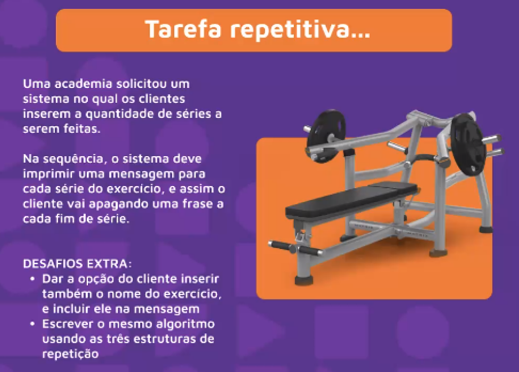 Tarefa repetitiva...
Uma academia solicitou um
sistema no qual os clientes
inserem a quantidade de séries a
serem feitas.
Na sequência, o sistema deve
imprimir uma mensagem para
cada série do exercício, e assim o
cliente vai apagando uma frase a
cada fim de série.
DESAFIOS EXTRA:
• Dar a opção do cliente inserir
também o nome do exercício,
e incluir ele na mensagem
• Escrever o mesmo algoritmo
usando as três estruturas de
repetição